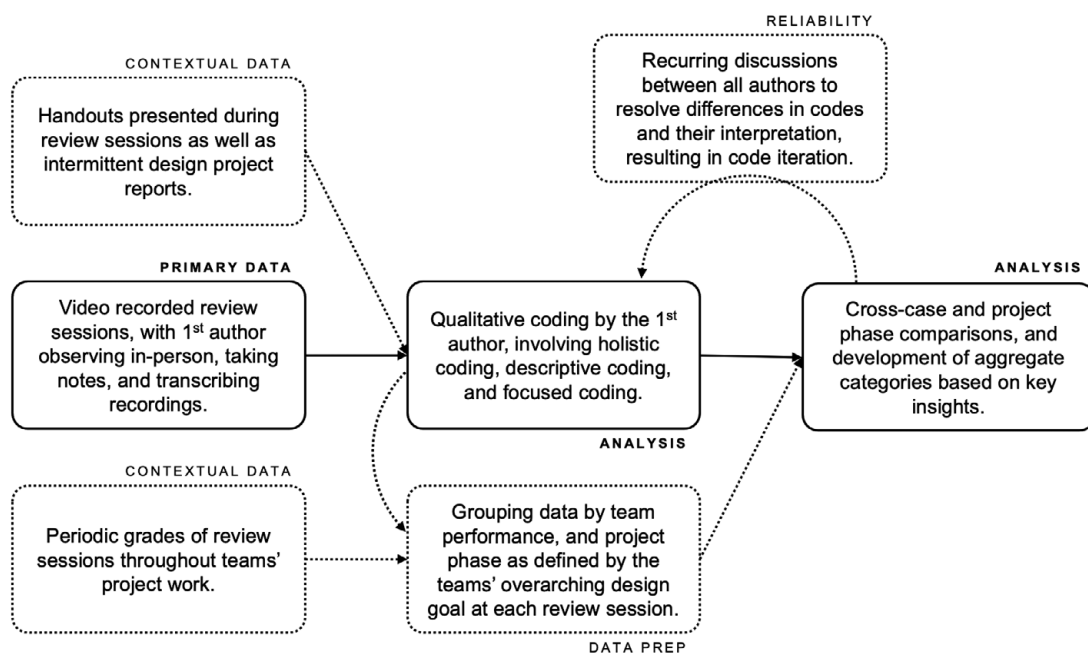 RELIABILITY
Recurring discussions
between all authors to
resolve differences in codes
and their interpretation,
resulting in code iteration.
CONTEXTUAL DATA
Handouts presented during
review sessions as well as
intermittent design project
reports.
PRIMARY DATA
Video recorded review
sessions, with 1st author
observing in-person, taking
notes, and transcribing
recordings.
Qualitative coding by the 1st
author, involving holistic
coding, descriptive coding,
and focused coding.
ANALYSIS
ANALYSIS
Cross-case and project
phase comparisons, and
development of aggregate
categories based on key
insights.
CONTEXTUAL DATA
Periodic grades of review
sessions throughout teams’
project work.
Grouping data by team
performance, and project
phase as defined by the
teams’ overarching design
goal at each review session.
DATA PREP